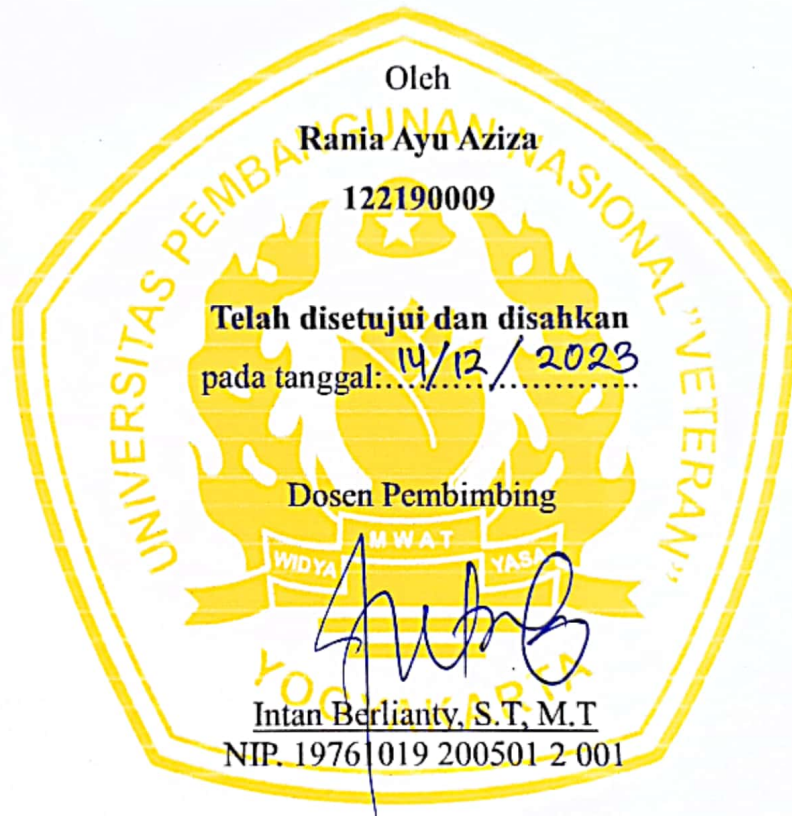 Oleh
Rania Ayu Aziza
122190009
UNIVERSITAS PEMBANGUNAN NASIONAL "VETERAN"
Telah disetujui dan disahkan
pada tanggal: 14/12/2023
Dosen Pembimbing
WIDYA MWAT YASA
YOGYAKARTA
Intan Berlianty, S.T, M.T
NIP. 19761019 200501 2 001